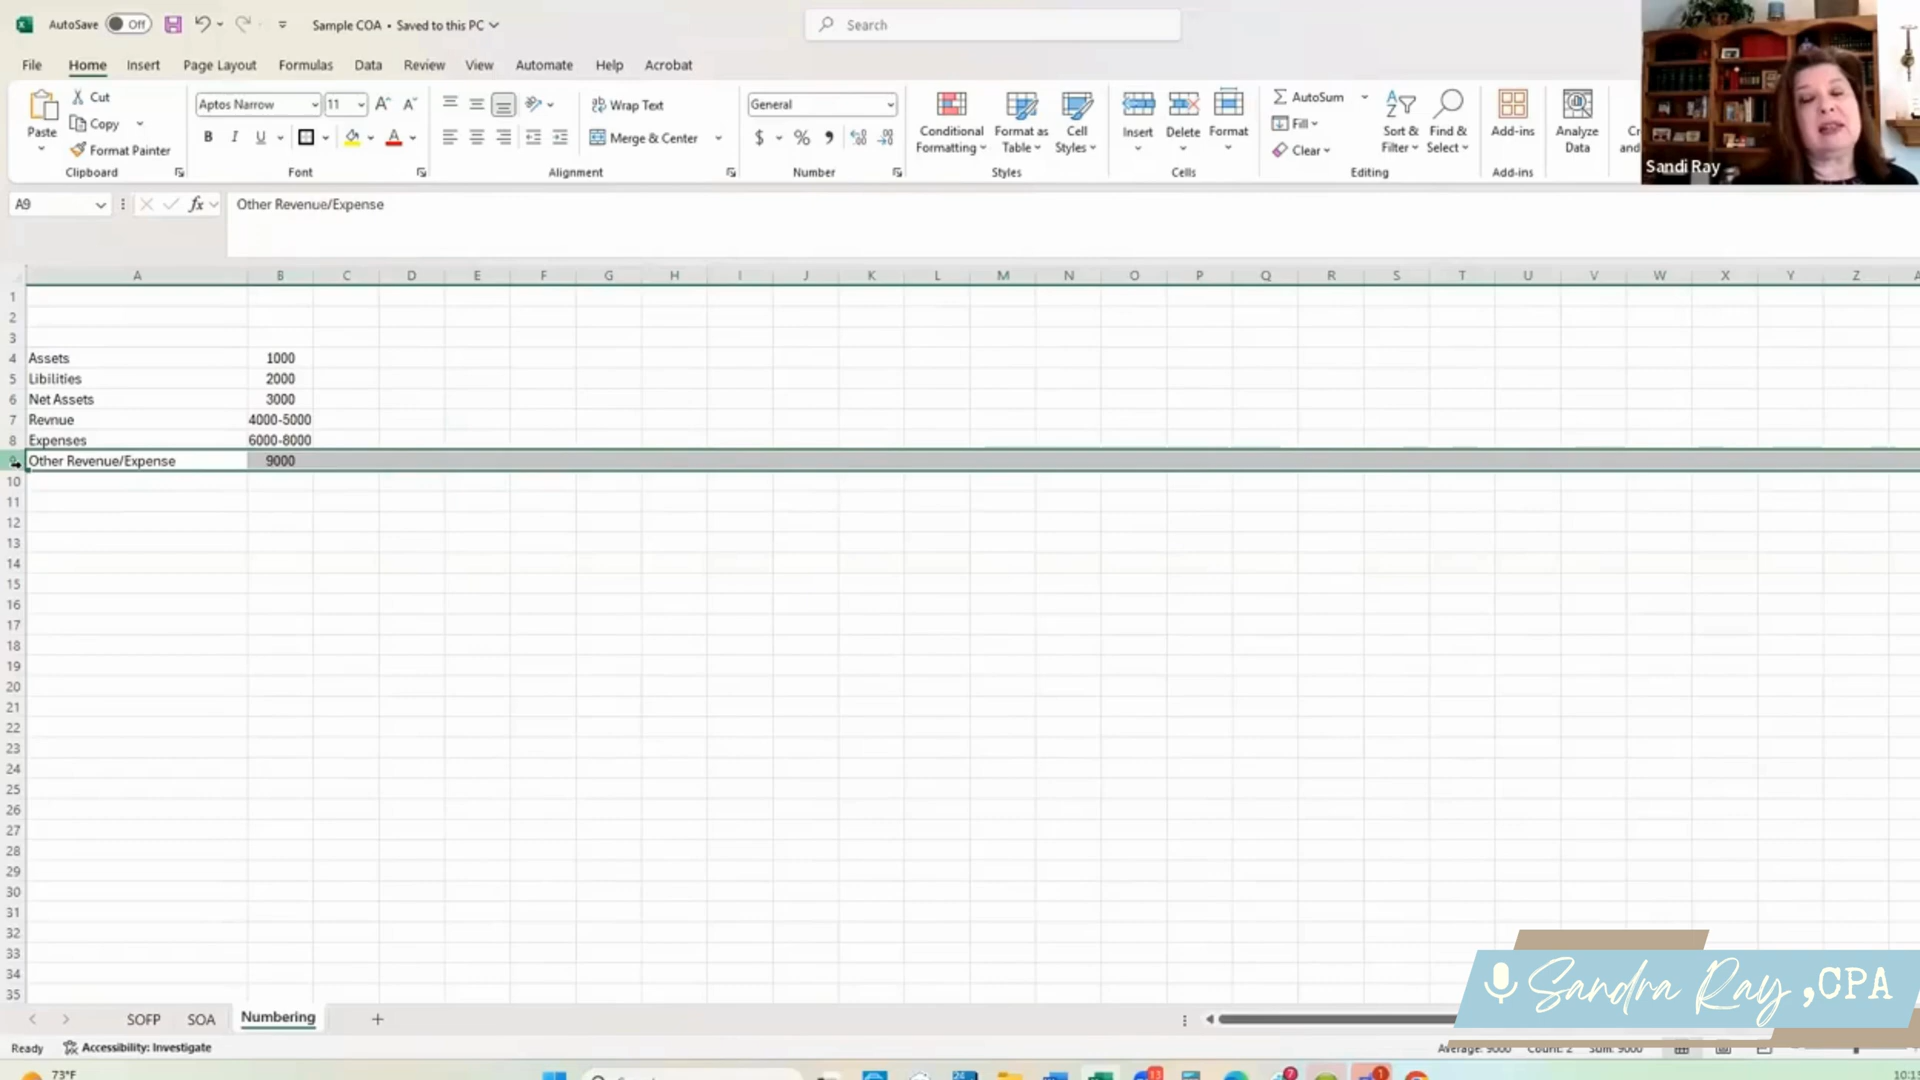 AutoSave Off Sample COA • Saved to this PC Search
File Home Insert Page Layout Formulas Data Review View Automate Help Acrobat
Paste Cut Copy Format Painter Clipboard
Aptos Narrow 11 B I U Font
Wrap Text Merge & Center Alignment
General $ % Number
Conditional Formatting Format as Table Cell Styles Styles
Insert Delete Format Cells
AutoSum Fill Clear Sort & Filter Find & Select Editing
Add-ins Add-ins
Analyze Data
Sandi Ray
A9 fx Other Revenue/Expense
A B C D E F G H I J K L M N O P Q R S T U V W X Y Z
1
2
3
4 Assets 1000
5 Libilities 2000
6 Net Assets 3000
7 Revnue 4000-5000
8 Expenses 6000-8000
9 Other Revenue/Expense 9000
10
11
12
13
14
15
16
17
18
19
20
21
22
23
24
25
26
27
28
29
30
31
32
33
34
35
Sandra Ray, CPA
SOFP SOA Numbering
Ready Accessibility: Investigate Average: 9000 Count: 2 Sum: 9000
73°F